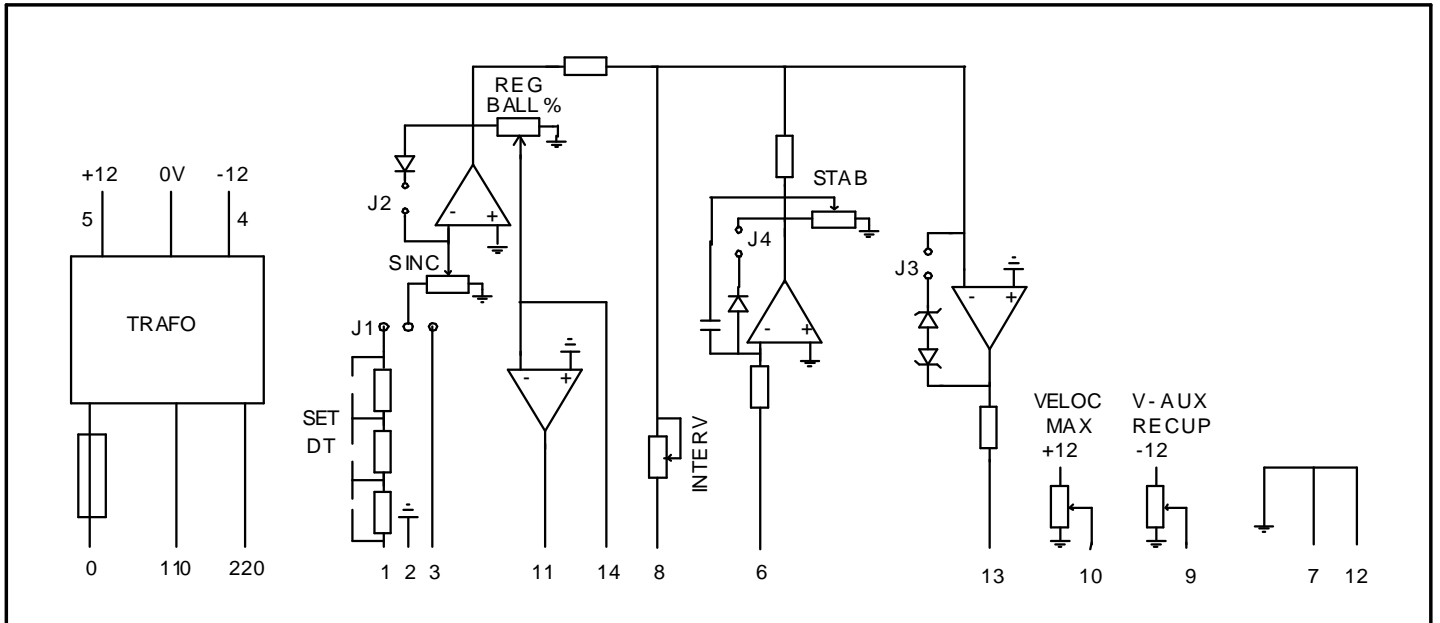 REG
BALL %
+12 0V -12
5 4
J2
- +
STAB
J4
SINC
J3
- +
TRAFO
J1
- +
- +
SET
DT
INTERV
VELOC
MAX
+12
V-AUX
RECUP
-12
0 110 220 1 2 3 11 14 8 6 13 10 9 7 12